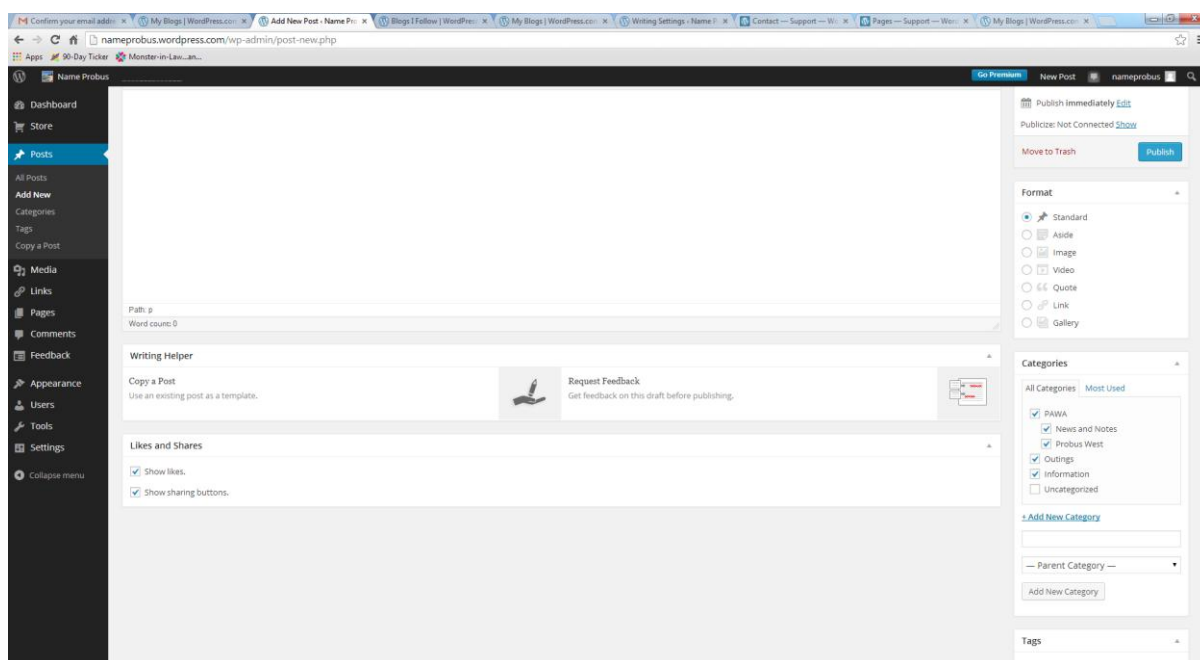 Confirm your email addre
My Blogs | WordPress.com
Add New Post ‹ Name Pro
Blogs I Follow | WordPres
My Blogs | WordPress.com
Writing Settings ‹ Name P
Contact — Support — Wo
Pages — Support — Word
My Blogs | WordPress.com
nameprobus.wordpress.com/wp-admin/post-new.php
Apps 90-Day Ticker Monster-in-Law...an...
Name Probus
Go Premium New Post nameprobus
Dashboard
Store
Posts
All Posts
Add New
Categories
Tags
Copy a Post
Media
Links
Pages
Comments
Feedback
Appearance
Users
Tools
Settings
Collapse menu
Path: p
Word count: 0
Writing Helper
Copy a Post
Use an existing post as a template.
Request Feedback
Get feedback on this draft before publishing.
Likes and Shares
Show likes.
Show sharing buttons.
Publish immediately Edit
Publicize: Not Connected Show
Move to Trash Publish
Format
Standard
Aside
Image
Video
Quote
Link
Gallery
Categories
All Categories Most Used
PAWA
News and Notes
Probus West
Outings
Information
Uncategorized
+ Add New Category
— Parent Category —
Add New Category
Tags